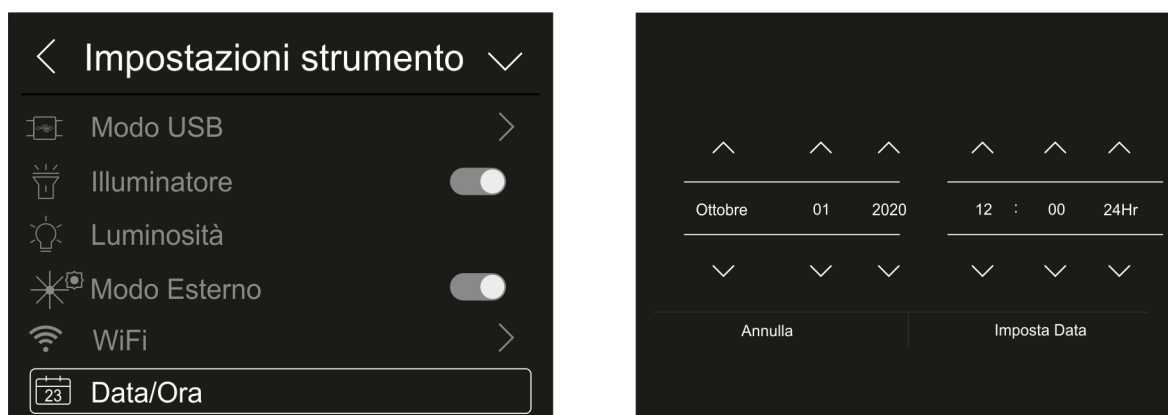 Impostazioni strumento
Modo USB
Illuminatore
Luminosità
Modo Esterno
WiFi
23 Data/Ora
Ottobre 01 2020 12 : 00 24Hr
Annulla Imposta Data